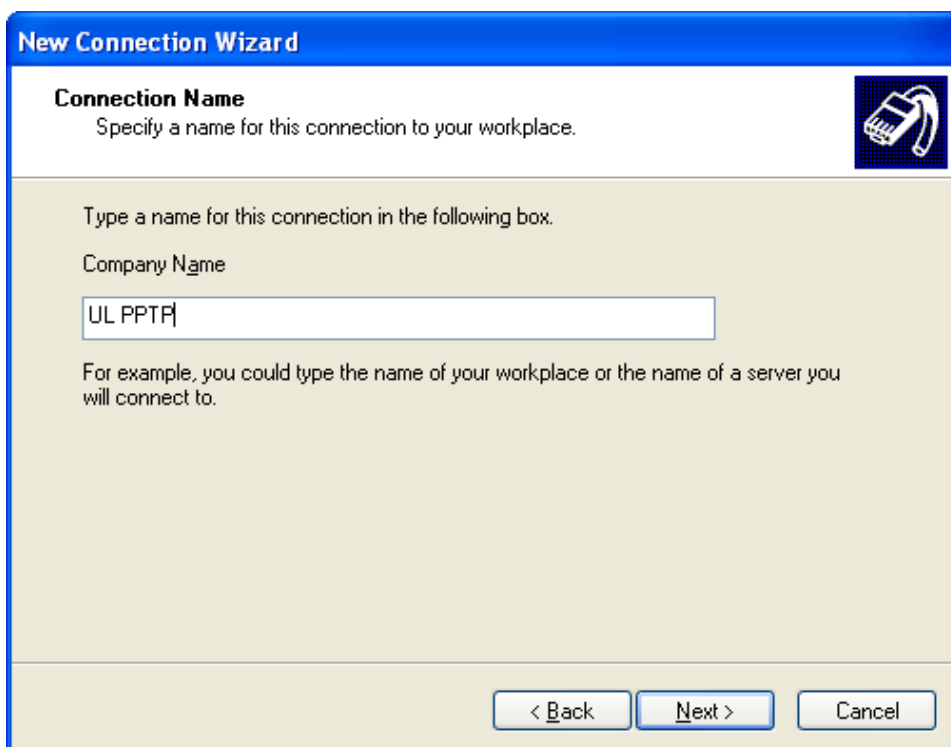 New Connection Wizard
Connection Name
Specify a name for this connection to your workplace.
Type a name for this connection in the following box.
Company Name
UL PPTP
For example, you could type the name of your workplace or the name of a server you
will connect to.
< Back
Next >
Cancel